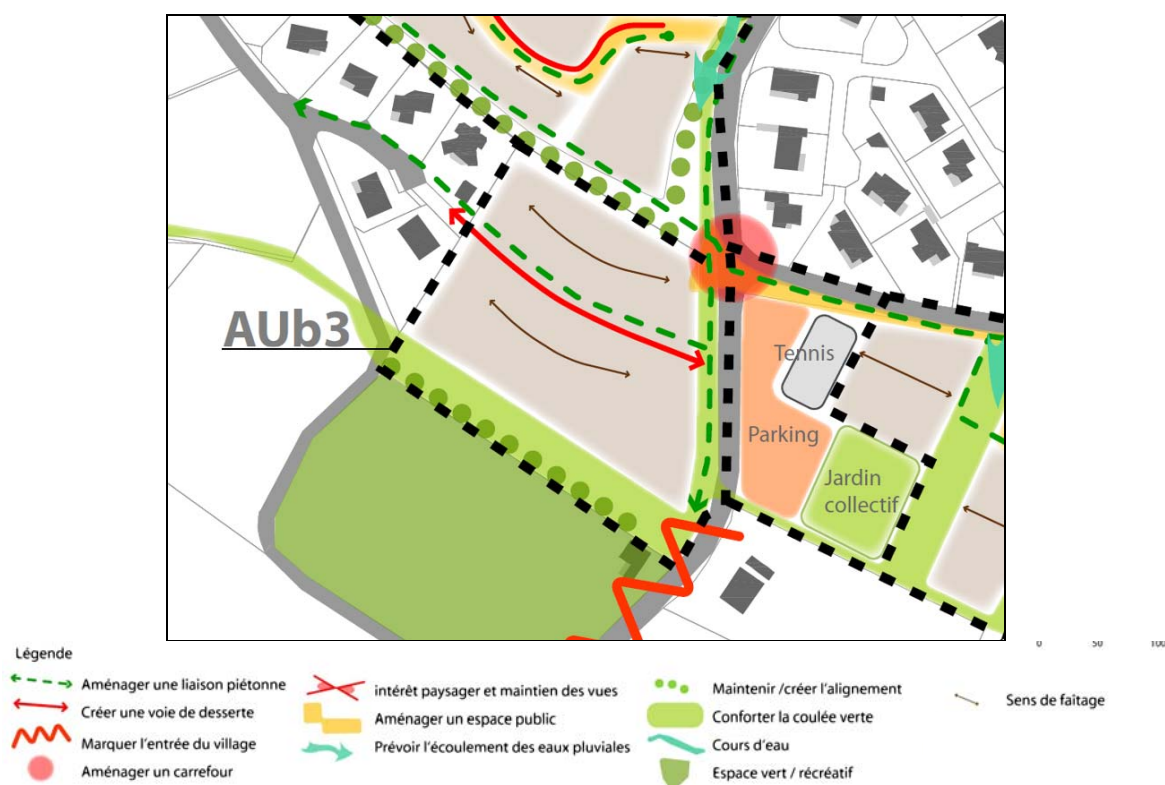 AUb3
Tennis
Parking
Jardin
collectif
0 50 100
Légende
Aménager une liaison piétonne
Créer une voie de desserte
Marquer l'entrée du village
Aménager un carrefour
intérêt paysager et maintien des vues
Aménager un espace public
Prévoir l'écoulement des eaux pluviales
Maintenir /créer l'alignement
Conforter la coulée verte
Cours d'eau
Espace vert / récréatif
Sens de faîtage